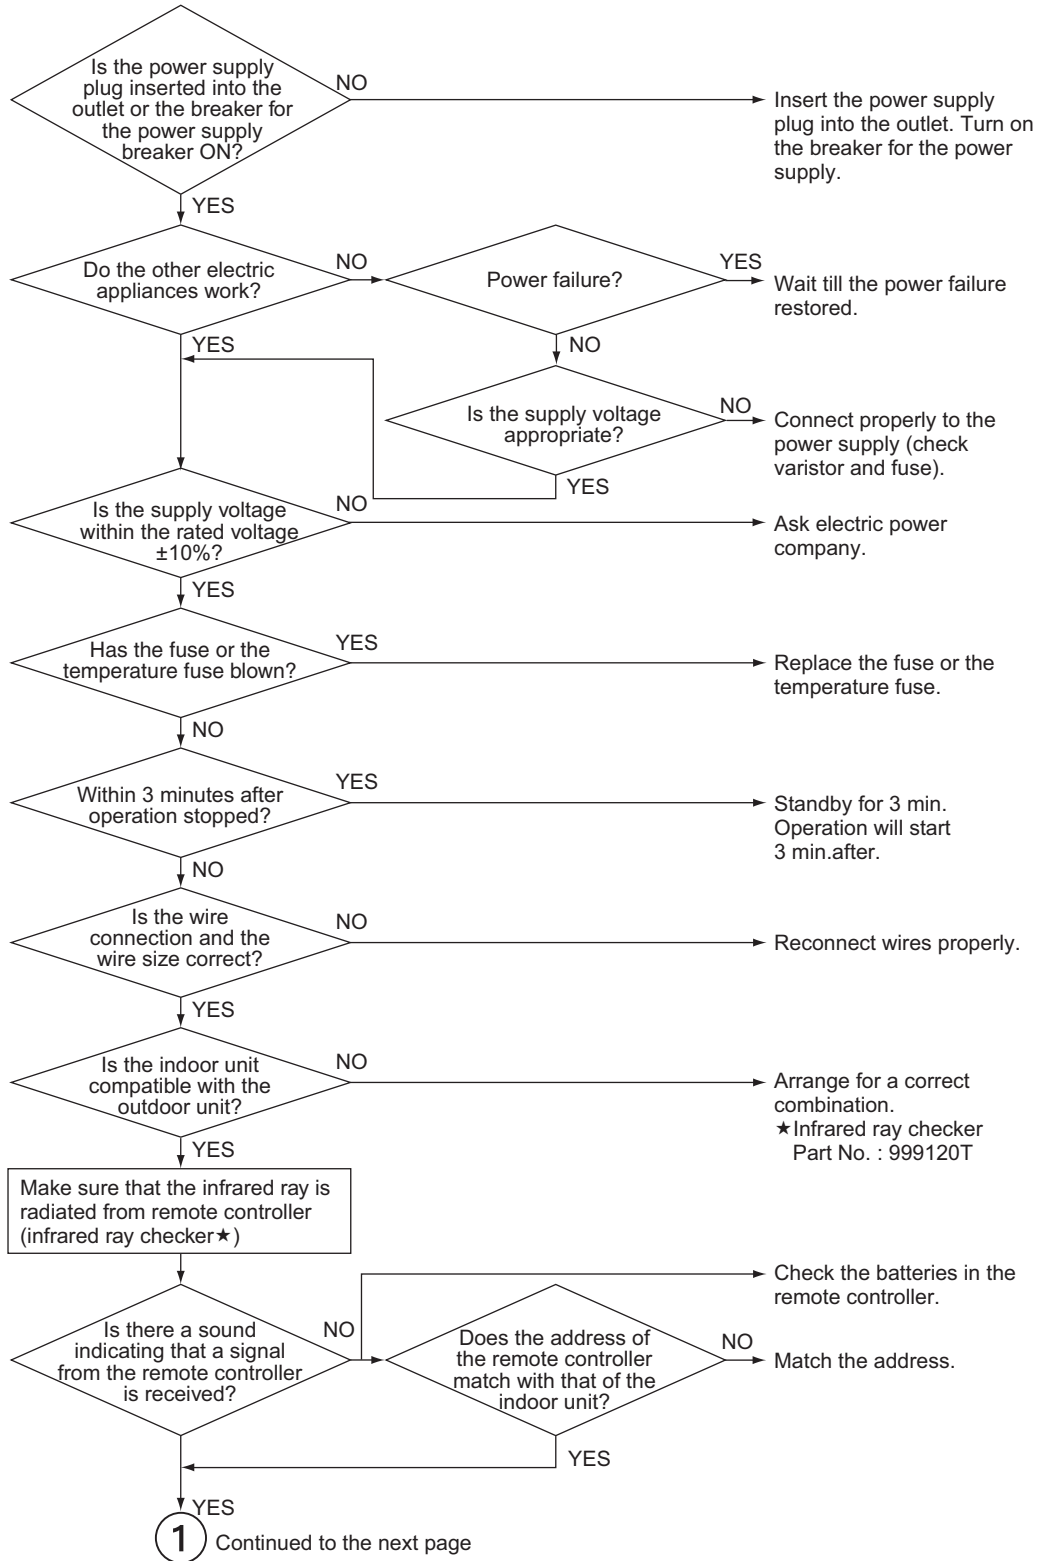 Is the power supply
plug inserted into the
outlet or the breaker for
the power supply
breaker ON?
NO
Insert the power supply
plug into the outlet. Turn on
the breaker for the power
supply.
YES
Do the other electric
appliances work?
NO
Power failure?
YES
Wait till the power failure
restored.
YES
NO
Is the supply voltage
appropriate?
NO
Connect properly to the
power supply (check
varistor and fuse).
YES
Is the supply voltage
within the rated voltage
±10%?
NO
Ask electric power
company.
YES
Has the fuse or the
temperature fuse blown?
YES
Replace the fuse or the
temperature fuse.
NO
Within 3 minutes after
operation stopped?
YES
Standby for 3 min.
Operation will start
3 min.after.
NO
Is the wire
connection and the
wire size correct?
NO
Reconnect wires properly.
YES
Is the indoor unit
compatible with the
outdoor unit?
NO
Arrange for a correct
combination.
★Infrared ray checker
Part No. : 999120T
YES
Make sure that the infrared ray is
radiated from remote controller
(infrared ray checker★)
Check the batteries in the
remote controller.
Is there a sound
indicating that a signal
from the remote controller
is received?
NO
Does the address of
the remote controller
match with that of the
indoor unit?
NO
Match the address.
YES
YES
1 Continued to the next page